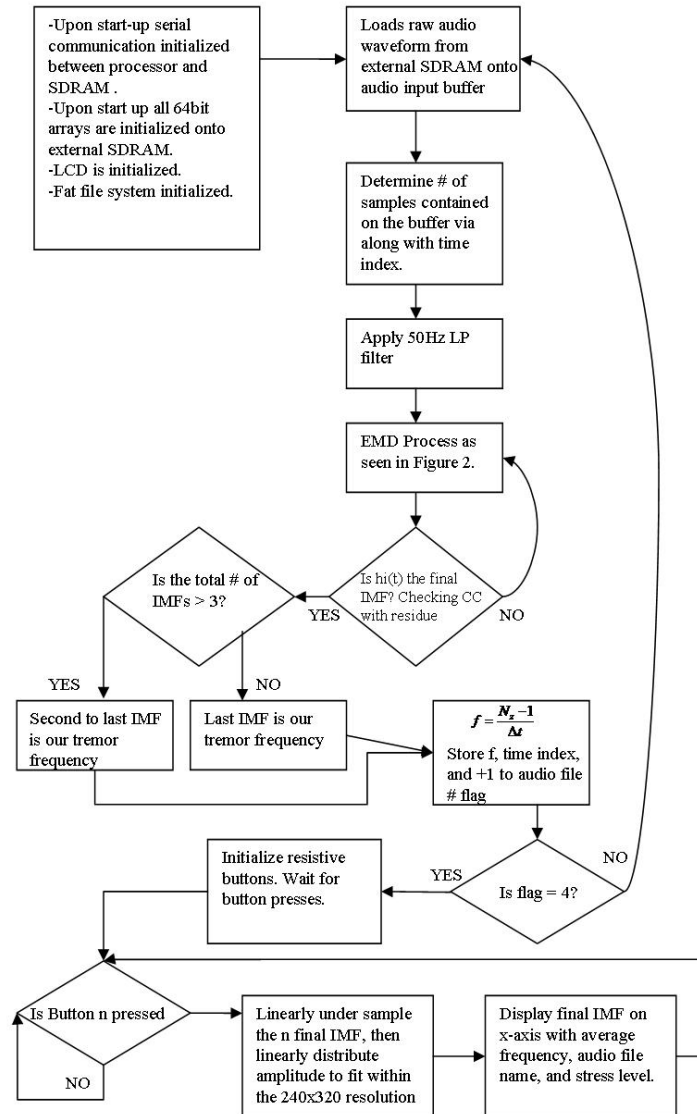 -Upon start-up serial
communication initialized
between processor and
SDRAM .
-Upon start up all 64bit
arrays are initialized onto
external SDRAM.
-LCD is initialized.
-Fat file system initialized.
Loads raw audio
waveform from
external SDRAM onto
audio input buffer
Determine # of
samples contained
on the buffer via
along with time
index.
Apply 50Hz LP
filter
EMD Process as
seen in Figure 2.
Is hi(t) the final
IMF? Checking CC
with residue
YES
NO
Is the total # of
IMFs > 3?
YES
NO
Second to last IMF
is our tremor
frequency
Last IMF is our
tremor frequency
f = \frac{N_z - 1}{\Delta t}
Store f, time index,
and +1 to audio file
# flag
Is flag = 4?
NO
YES
Initialize resistive
buttons. Wait for
button presses.
Is Button n pressed
NO
Linearly under sample
the n final IMF, then
linearly distribute
amplitude to fit within
the 240x320 resolution
Display final IMF on
x-axis with average
frequency, audio file
name, and stress level.